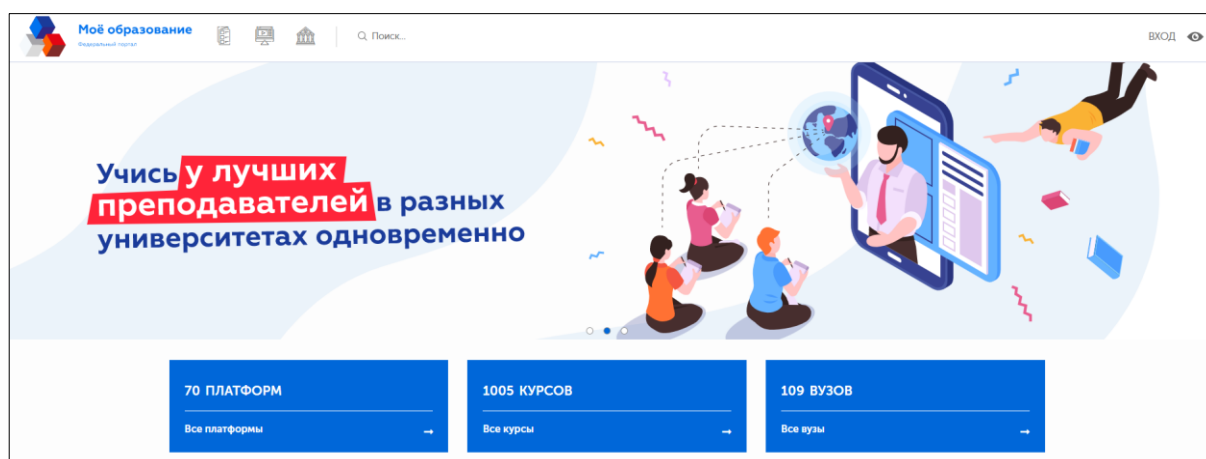 Моё образование
Федеральный портал
Поиск...
ВХОД
Учись у лучших
преподавателей в разных
университетах одновременно
70 ПЛАТФОРМ
Все платформы
1005 КУРСОВ
Все курсы
109 ВУЗОВ
Все вузы